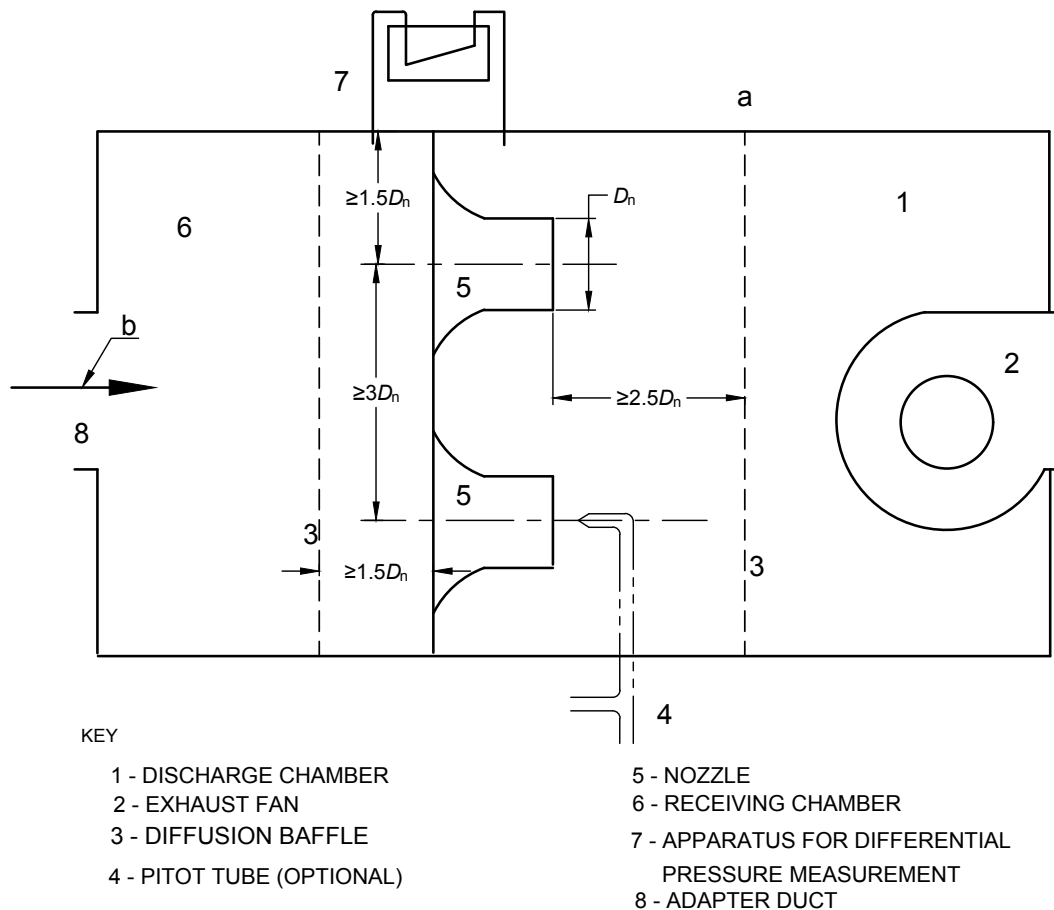 7
a
≥1.5Dn
Dn
1
6
5
b
2
≥3Dn
≥2.5Dn
8
5
3
≥1.5Dn
3
4
KEY
1 - DISCHARGE CHAMBER
2 - EXHAUST FAN
3 - DIFFUSION BAFFLE
4 - PITOT TUBE (OPTIONAL)
5 - NOZZLE
6 - RECEIVING CHAMBER
7 - APPARATUS FOR DIFFERENTIAL
PRESSURE MEASUREMENT
8 - ADAPTER DUCT